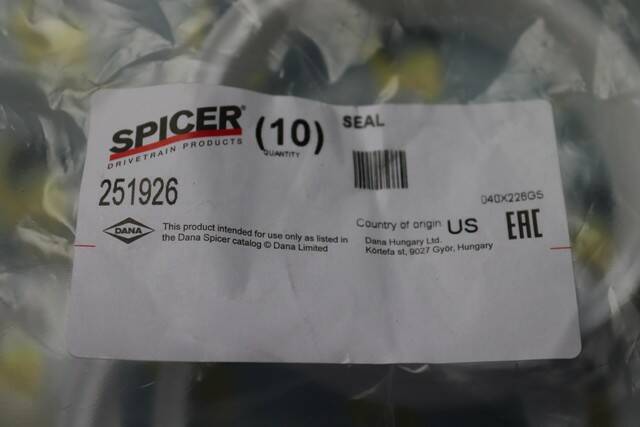 SPICER®
DRIVETRAIN PRODUCTS
(10)
QUANTITY
SEAL
251926
040X228G5
DANA
This product intended for use only as listed in
the Dana Spicer catalog © Dana Limited
Country of origin US
Dana Hungary Ltd.
Körtefa st, 9027 Győr, Hungary
EAC